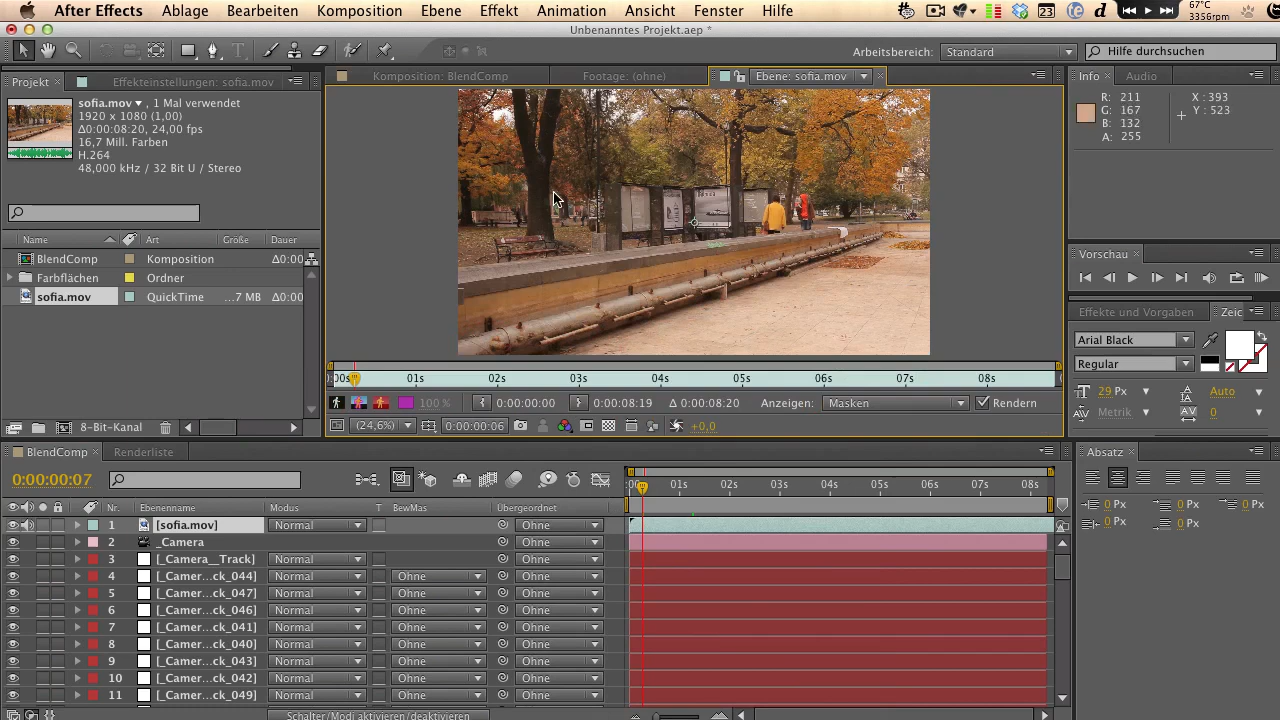 After Effects Ablage Bearbeiten Komposition Ebene Effekt Animation Ansicht Fenster Hilfe 23 67°C 3356rpm
Unbenanntes Projekt.aep *
Arbeitsbereich: Standard Hilfe durchsuchen
Projekt × Effekteinstellungen: sofia.mov
Komposition: BlendComp Footage: (ohne) Ebene: sofia.mov
Info × Audio
sofia.mov , 1 Mal verwendet
1920 x 1080 (1,00)
Δ0:00:08:20, 24,00 fps
16,7 Mill. Farben
H.264
48,000 kHz / 32 Bit U / Stereo
R: 211 X: 393
G: 167 Y: 523
B: 132
A: 255
Name Art Größe Dauer
BlendComp Komposition Δ0:00
Farbflächen Ordner
sofia.mov QuickTime ...7 MB Δ0:00
8-Bit-Kanal
:00s 01s 02s 03s 04s 05s 06s 07s 08s
100 % 0:00:00:00 0:00:08:19 Δ 0:00:08:20 Anzeigen: Masken Rendern
(24,6%) 0:00:00:06 +0,0
Vorschau ×
Effekte und Vorgaben Zeic
Arial Black
Regular
29 Px Auto
Metrik 0
BlendComp × Renderliste
0:00:00:07
:00s 01s 02s 03s 04s 05s 06s 07s 08s
Nr. Ebenenname Modus T BewMas Übergeordnet
1 [sofia.mov] Normal Ohne
2 _Camera Ohne
3 [_Camera__Track] Normal Ohne
4 [_Camer...ck_044] Normal Ohne Ohne
5 [_Camer...ck_047] Normal Ohne Ohne
6 [_Camer...ck_046] Normal Ohne Ohne
7 [_Camer...ck_041] Normal Ohne Ohne
8 [_Camer...ck_040] Normal Ohne Ohne
9 [_Camer...ck_043] Normal Ohne Ohne
10 [_Camer...ck_042] Normal Ohne Ohne
11 [_Camer...ck_049] Normal Ohne Ohne
Schalter/Modi aktivieren/deaktivieren
Absatz ×
0 Px 0 Px 0 Px
0 Px 0 Px